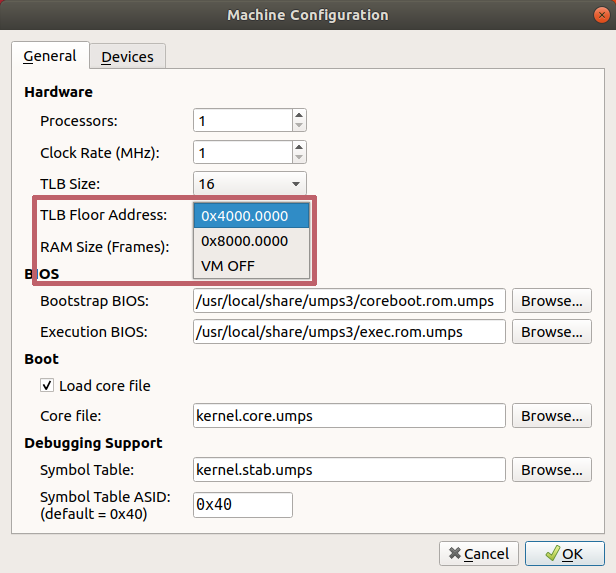 Machine Configuration
General Devices
Hardware
Processors: 1
Clock Rate (MHz): 1
TLB Size: 16
TLB Floor Address: 0x4000.0000
0x8000.0000
RAM Size (Frames):
VM OFF
BIOS
Bootstrap BIOS: /usr/local/share/umps3/coreboot.rom.umps Browse...
Execution BIOS: /usr/local/share/umps3/exec.rom.umps Browse...
Boot
Load core file
Core file: kernel.core.umps Browse...
Debugging Support
Symbol Table: kernel.stab.umps Browse...
Symbol Table ASID:
(default = 0x40) 0x40
Cancel OK